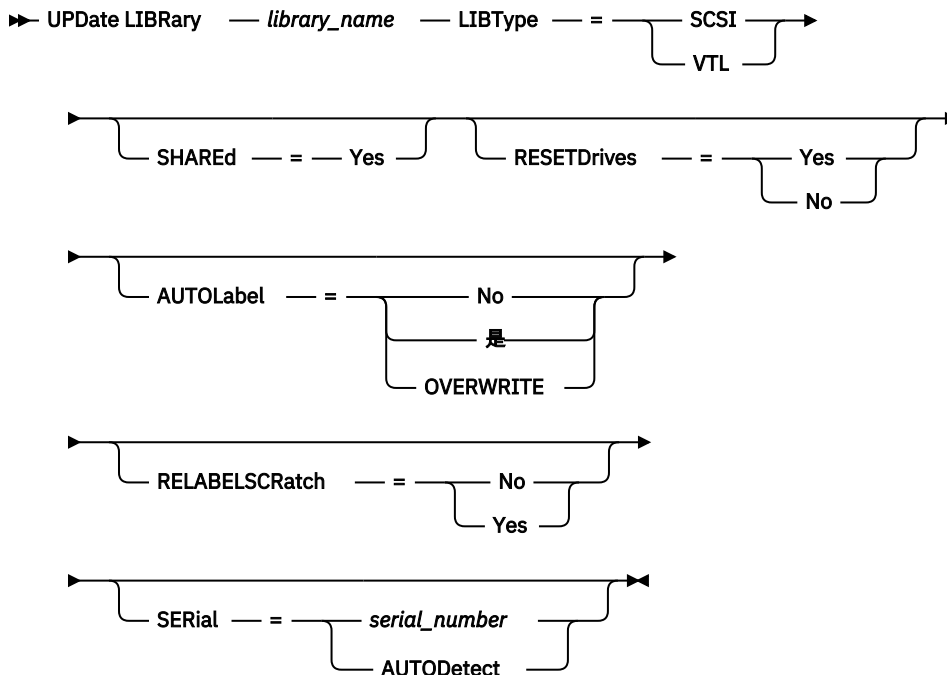 UPDate LIBRary library_name LIBType = SCSI
VTL
SHAREd = Yes RESETDrives = Yes
No
AUTOLabel = No
是
OVERWRITE
RELABELSCRatch = No
Yes
SERial = serial_number
AUTODetect